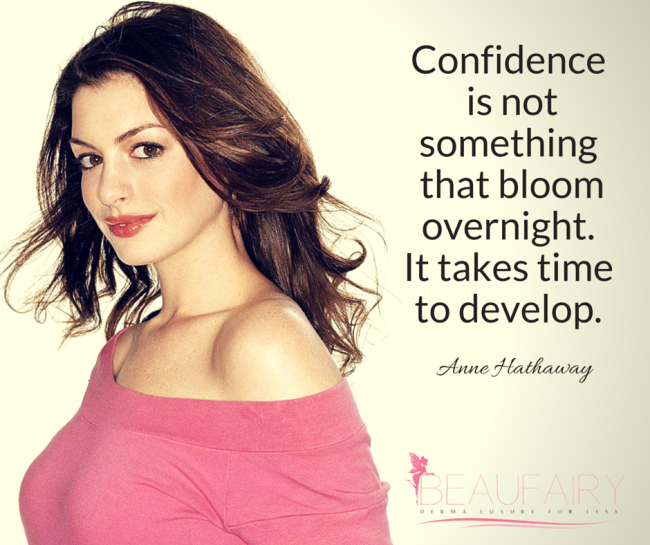 Confidence
is not
something
that bloom
overnight.
It takes time
to develop.
Anne Hathaway
BEAUFAIRY
DERMA LUXURY FOR LESS